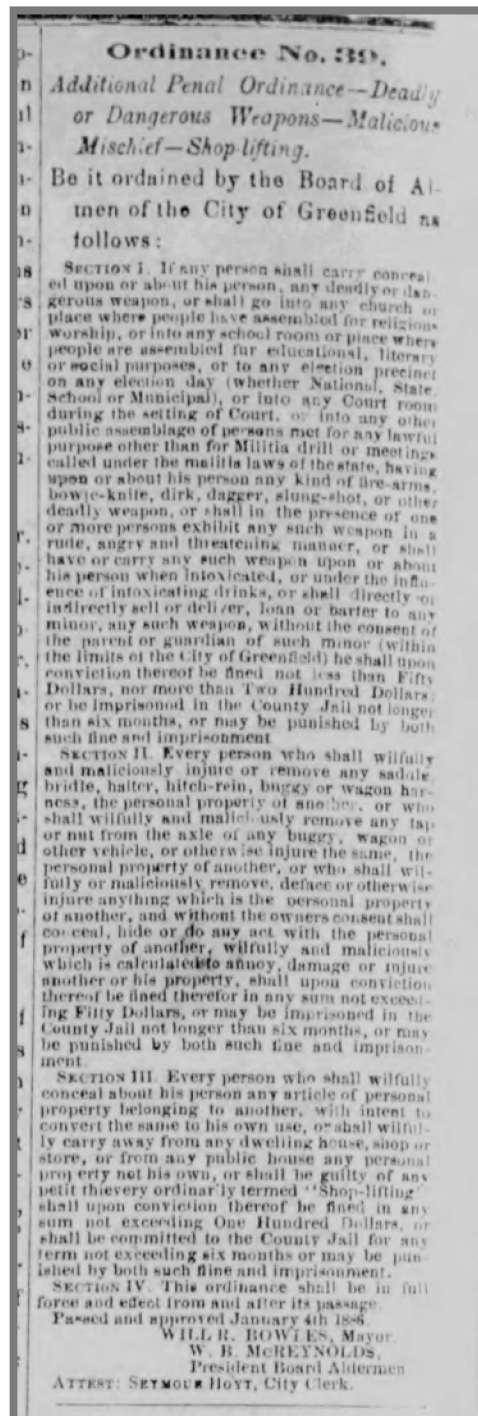 Ordinance No. 39.
Additional Penal Ordinance—Deadly
or Dangerous Weapons—Malicious
Mischief—Shop-lifting.
Be it ordained by the Board of Al-
men of the City of Greenfield as
follows:
SECTION I. If any person shall carry conceal-
ed upon or about his person, any deadly or dan-
gerous weapon, or shall go into any church or
place where people have assembled for religious
worship, or into any school room or place where
people are assembled fur educational, literary
or social purposes, or to any election precinct
on any election day (whether National, State
School or Municipal), or into any Court room
during the setting of Court, or into any other
public assemblage of persons met for any lawful
purpose other than for Militia drill or meetings
called under the malitia laws of the state, having
upon or about his person any kind of fire-arms,
bowie-knife, dirk, dagger, slung-shot, or other
deadly weapon, or shall in the presence of one
or more persons exhibit any such weapon in a
rude, angry and threatening manner, or shall
have or carry any such weapon upon or about
his person when intoxicated, or under the influ-
ence of intoxicating drinks, or shall directly or
indirectly sell or delizer, loan or barter to any
minor, any such weapon, without the consent of
the parent or guardian of such minor (within
the limits of the City of Greenfield) he shall upon
conviction thereof be fined not less than Fifty
Dollars, nor more than Two Hundred Dollars,
or be imprisoned in the County Jail not longer
than six months, or may be punished by both
such fine and imprisonment
SECTION II. Every person who shall wilfully
and maliciously injure or remove any saddle
bridle, halter, hitch-rein, buggy or wagon har-
ness, the personal property of another, or who
shall wilfully and maliciously remove any tap
or nut from the axle of any buggy, wagon or
other vehicle, or otherwise injure the same, the
personal property of another, or who shall wil-
fully or maliciously remove, deface or otherwise
injure anything which is the personal property
of another, and without the owners consent shall
conceal, hide or do any act with the personal
property of another, wilfully and maliciously
which is calculated to annoy, damage or injure
another or his property, shall upon conviction
thereof be fined therefor in any sum not exceed-
ing Fifty Dollars, or may be imprisoned in the
County Jail not longer than six months, or may
be punished by both such fine and imprison-
ment.
SECTION III. Every person who shall wilfully
conceal about his person any article of personal
property belonging to another, with intent to
convert the same to his own use, or shall wilful-
ly carry away from any dwelling house, shop or
store, or from any public house any personal
property not his own, or shall be guilty of any
petit thievery ordinar'ly termed "Shop-lifting"
shall upon conviction thereof be fined in any
sum not exceeding One Hundred Dollars, or
shall be committed to the County Jail for any
term not exceeding six months or may be pun-
ished by both such fiine and imprisonment.
SECTION IV. This ordinance shall be in full
force and effect from and after its passage.
Passed and approved January 4th 1886.
WILL R. BOWLES, Mayor.
W. B. McREYNOLDS,
President Board Aldermen
ATTEST: SEYMOUR HOYT, City Clerk.